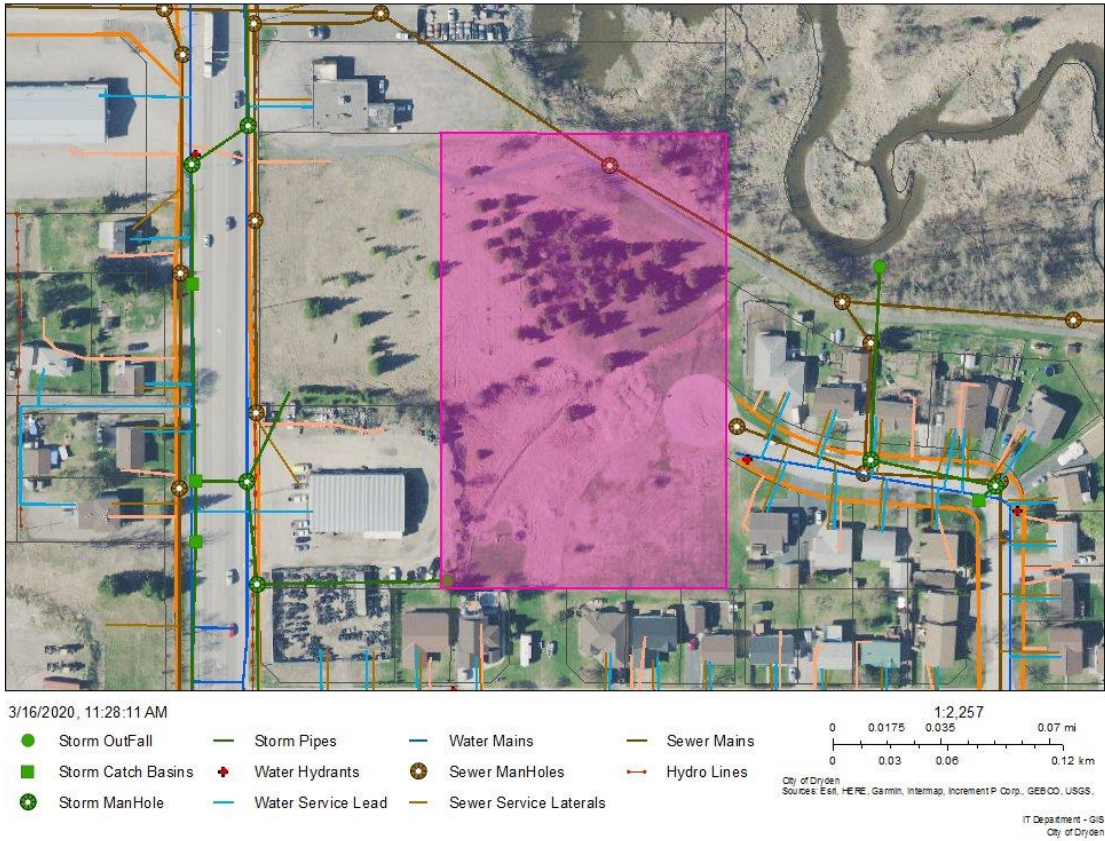 3/16/2020, 11:28:11 AM
Storm OutFall
Storm Pipes
Water Mains
Sewer Mains
Storm Catch Basins
Water Hydrants
Sewer ManHoles
Hydro Lines
Storm ManHole
Water Service Lead
Sewer Service Laterals
1:2,257
0 0.0175 0.035 0.07 mi
0 0.03 0.06 0.12 km
City of Dryden
Sources: Esri, HERE, Garmin, Intermap, Increment P Corp., GEBCO, USGS,
IT Department - GIS
City of Dryden